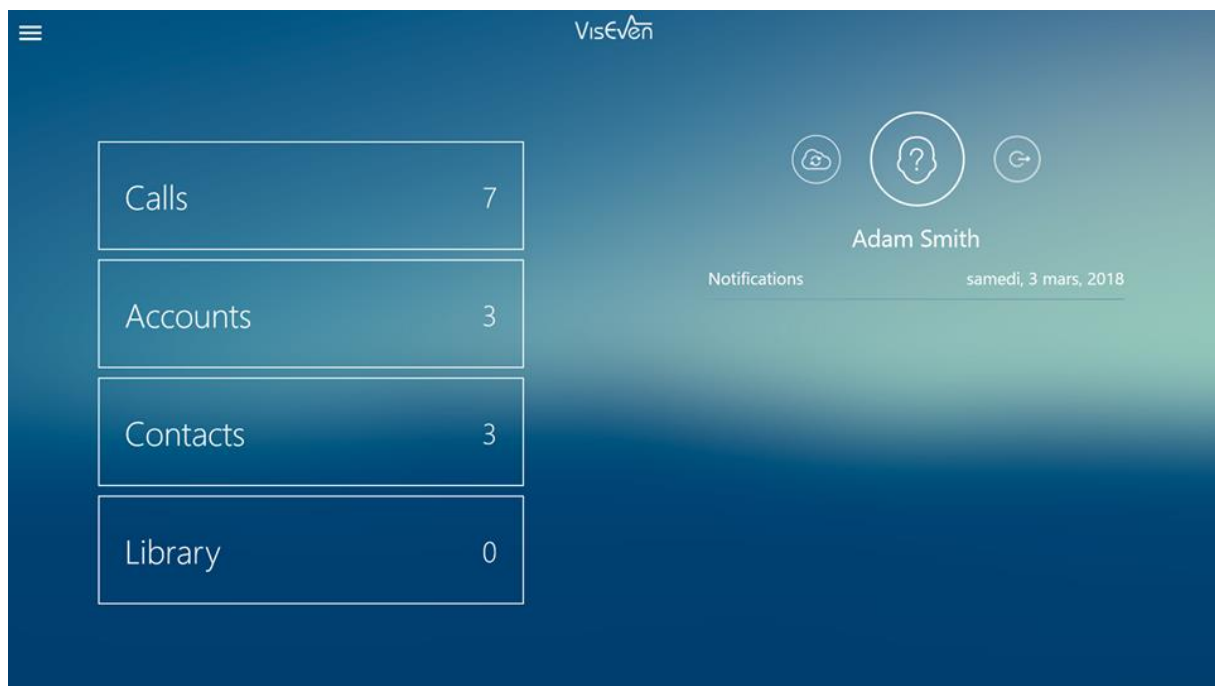 VISEVEN
Calls 7
Accounts 3
Contacts 3
Library 0
?
Adam Smith
Notifications samedi, 3 mars, 2018